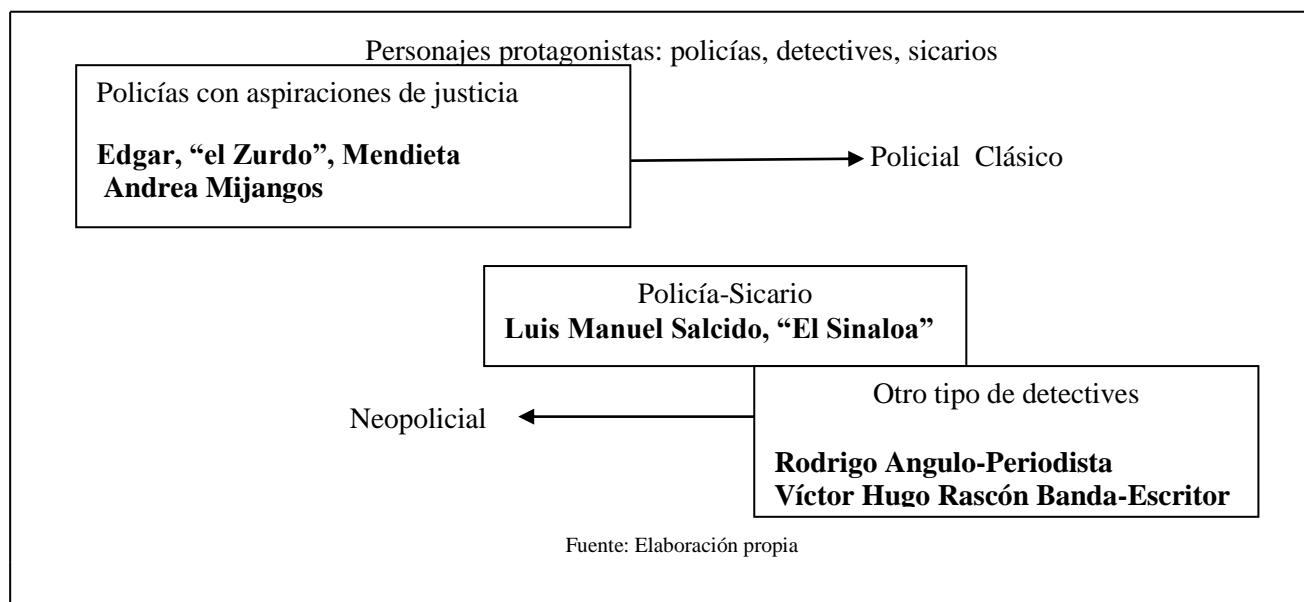 Personajes protagonistas: policías, detectives, sicarios
Policías con aspiraciones de justicia
Edgar, “el Zurdo”, Mendieta
Andrea Mijangos
Policial Clásico
Policía-Sicario
Luis Manuel Salcido, “El Sinaloa”
Otro tipo de detectives
Neopolicial
Rodrigo Angulo-Periodista
Víctor Hugo Rascón Banda-Escritor
Fuente: Elaboración propia